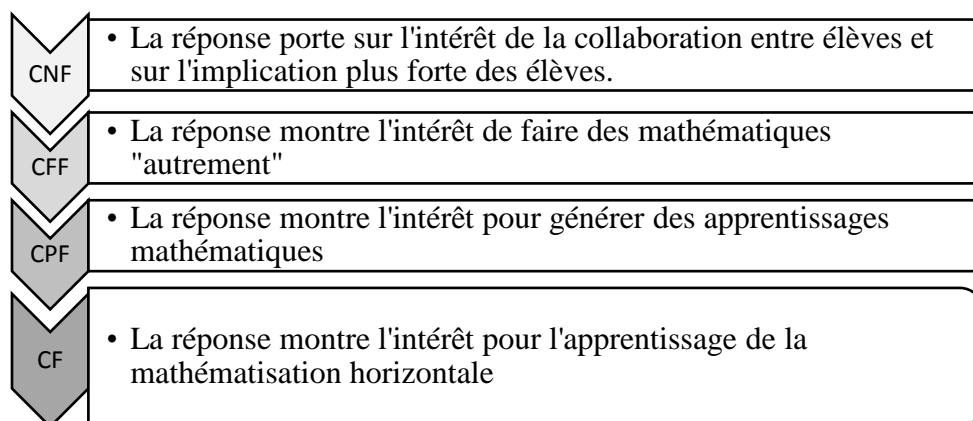 CNF
• La réponse porte sur l'intérêt de la collaboration entre élèves et
sur l'implication plus forte des élèves.
CFF
• La réponse montre l'intérêt de faire des mathématiques
"autrement"
CPF
• La réponse montre l'intérêt pour générer des apprentissages
mathématiques
CF
• La réponse montre l'intérêt pour l'apprentissage de la
mathématisation horizontale